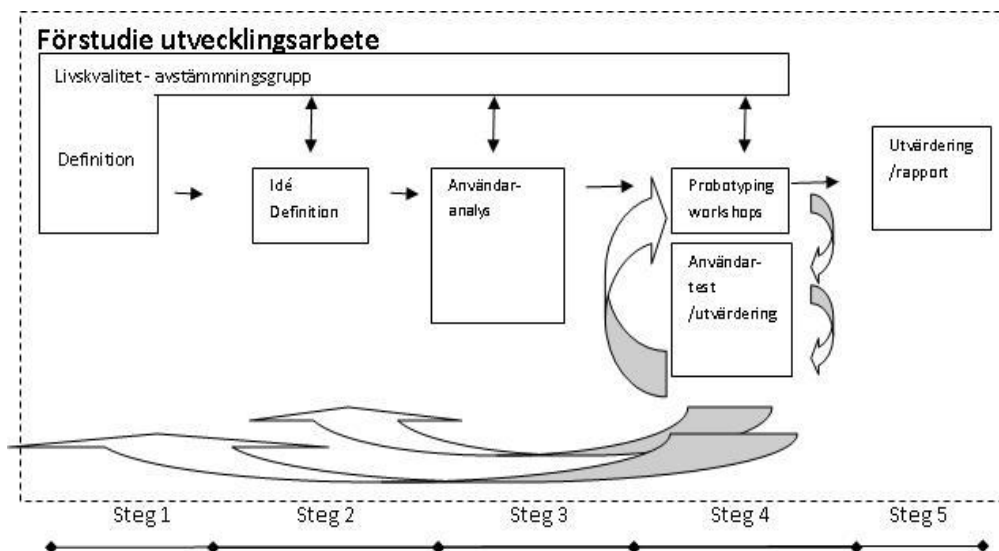 Förstudie utvecklingsarbete
Livskvalitet - avstämmningsgrupp
Definition
Idé
Definition
Användar-
analys
Probotyping
workshops
Användar-
test
/utvärdering
Utvärdering
/rapport
Steg 1
Steg 2
Steg 3
Steg 4
Steg 5